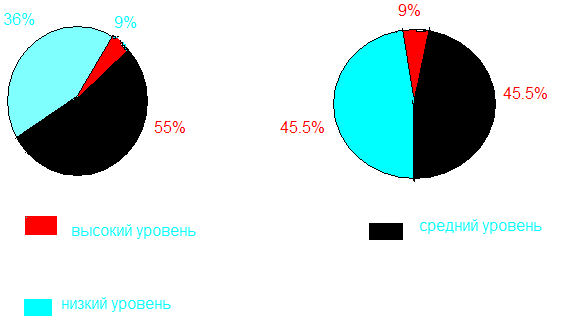 36%
9%
55%
9%
45.5%
45.5%
высокий уровень
средний уровень
низкий уровень